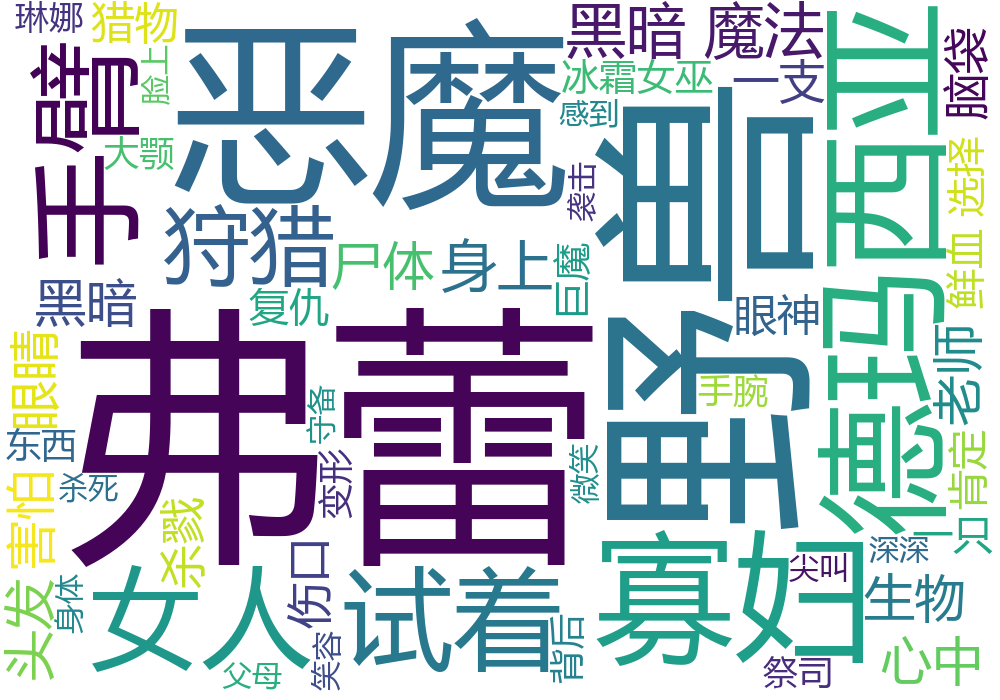 琳娜
猎物
恶魔
黑暗 魔法
脸上
冰霜女巫
一支
脑袋
手臂
大颚
感到
野兽
德玛西亚
选择
袭击
狩猎
尸体
身上
巨魔
鲜血
黑暗
复仇
眼神
弗蕾
老师
眼睛
手腕
东西
守备
微笑
肯定
变形
杀死
害怕
杀戮
一只
伤口
深深
尖叫
头发
身体
女人
试着
寡妇
生物
笑容
背后
父母
祭司
心中